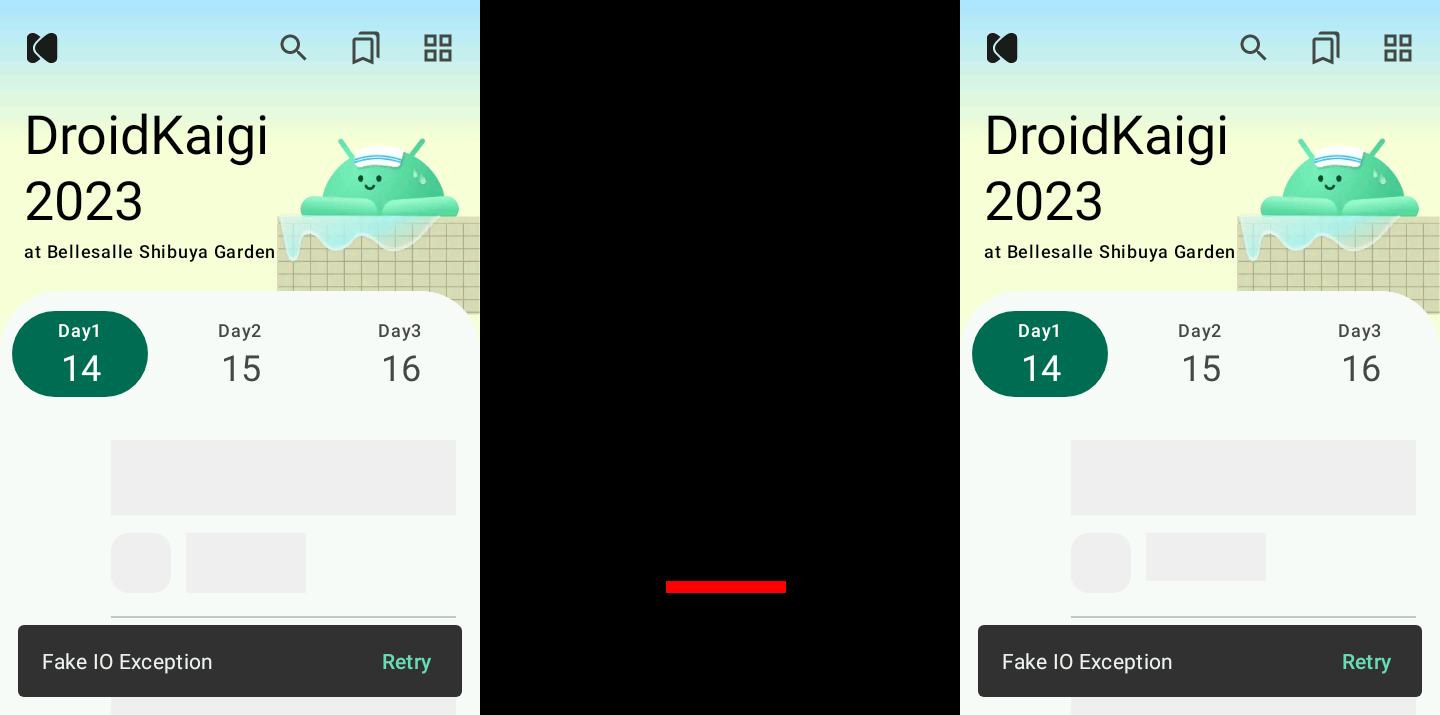 DroidKaigi
2023
at Bellesalle Shibuya Garden
Day1
Day2
Day3
14
15
16
Fake IO Exception
Retry
DroidKaigi
2023
at Bellesalle Shibuya Garden
Day1
Day2
Day3
14
15
16
Fake IO Exception
Retry